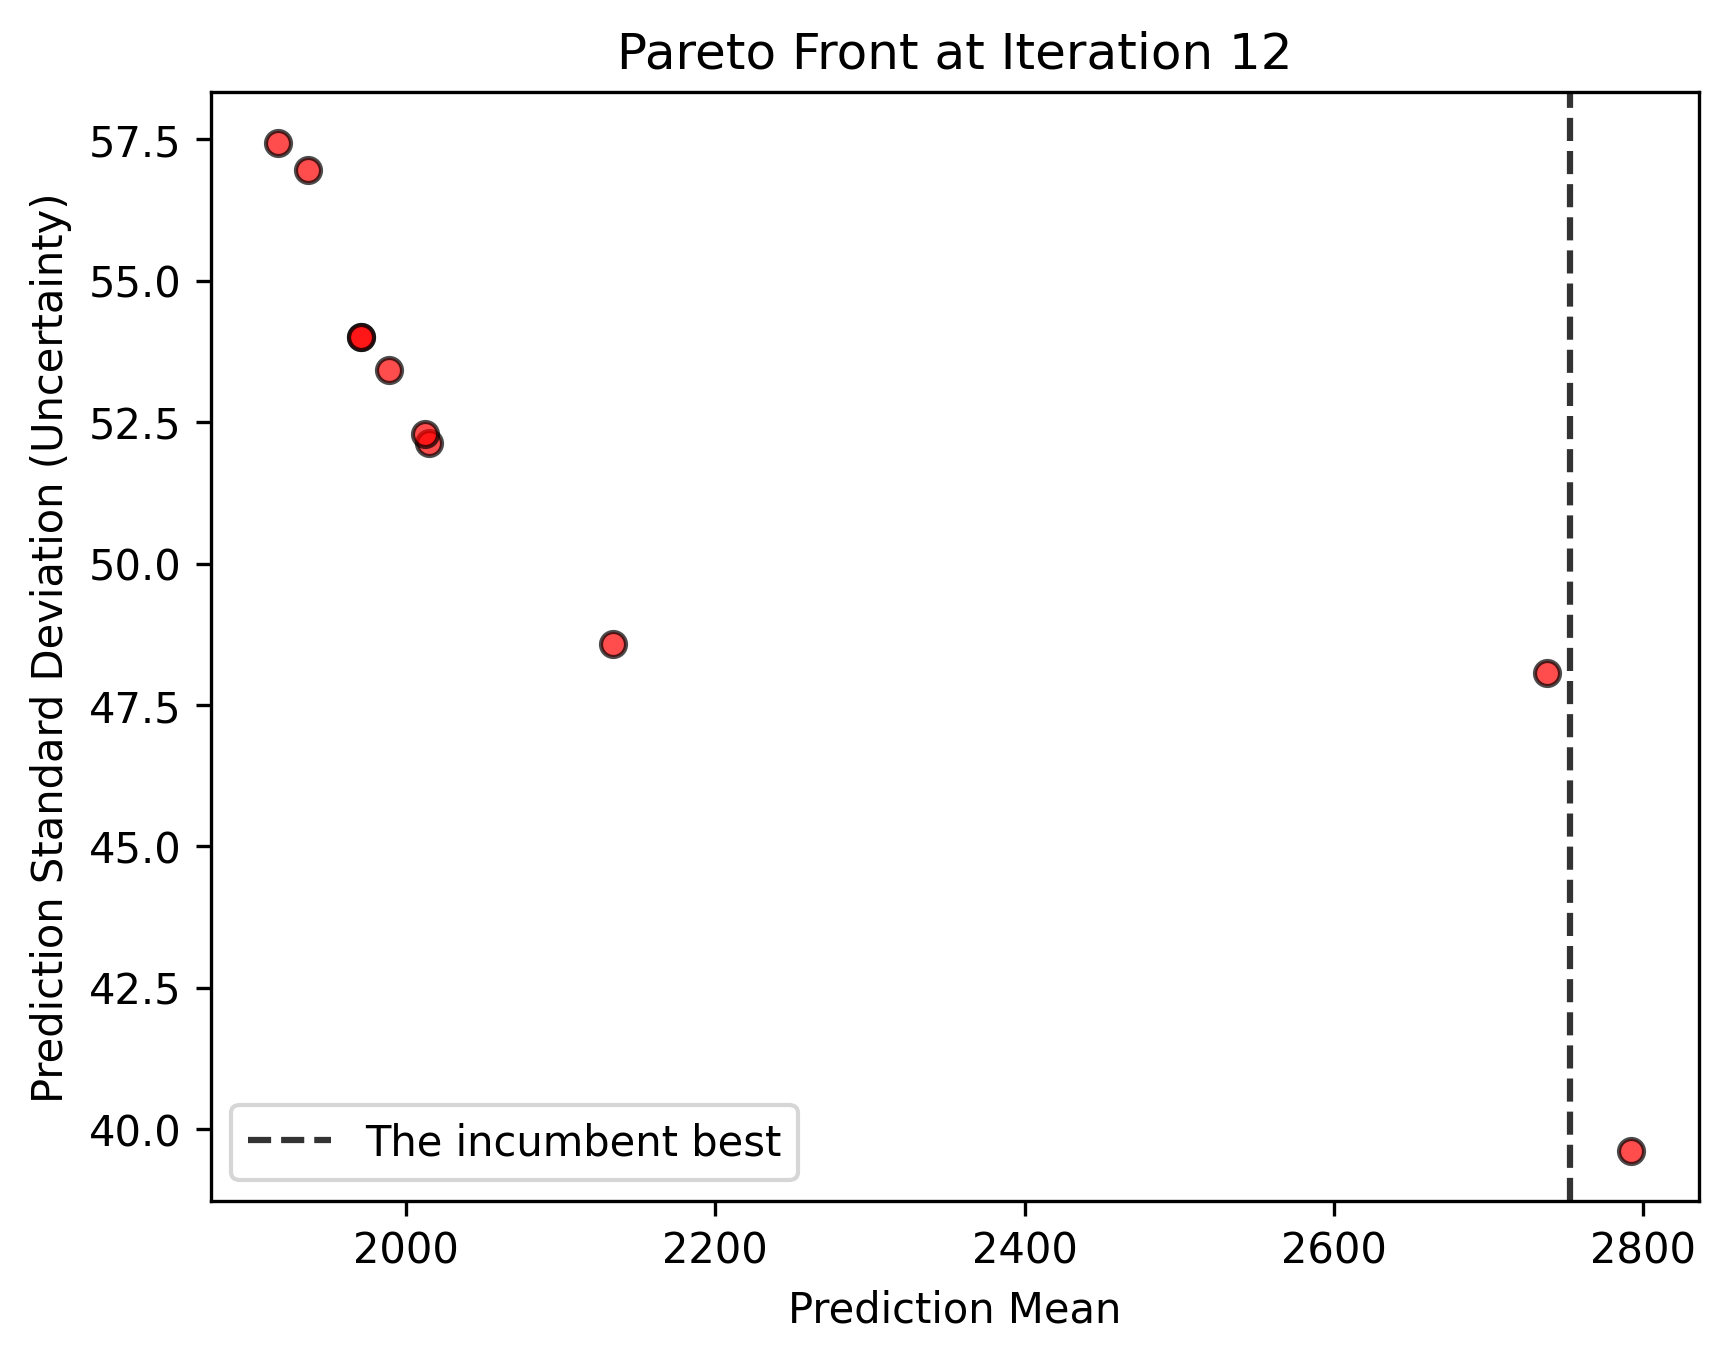 Pareto Front at Iteration 12
Prediction Standard Deviation (Uncertainty)
57.5
55.0
52.5
50.0
47.5
45.0
42.5
40.0
The incumbent best
2000 2200 2400 2600 2800
Prediction Mean